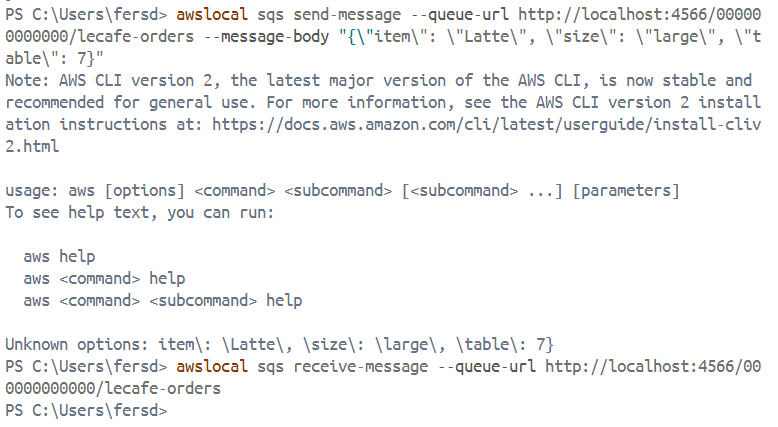 PS C:\Users\fersd> awslocal sqs send-message --queue-url http://localhost:4566/00000
0000000/lecafe-orders --message-body "{\"item\": \"Latte\", \"size\": \"large\", \"t
able\": 7}"
Note: AWS CLI version 2, the latest major version of the AWS CLI, is now stable and
recommended for general use. For more information, see the AWS CLI version 2 install
ation instructions at: https://docs.aws.amazon.com/cli/latest/userguide/install-cliv
2.html

usage: aws [options] <command> <subcommand> [<subcommand> ...] [parameters]
To see help text, you can run:

  aws help
  aws <command> help
  aws <command> <subcommand> help

Unknown options: item\: \Latte\, \size\: \large\, \table\: 7}
PS C:\Users\fersd> awslocal sqs receive-message --queue-url http://localhost:4566/00
0000000000/lecafe-orders
PS C:\Users\fersd>